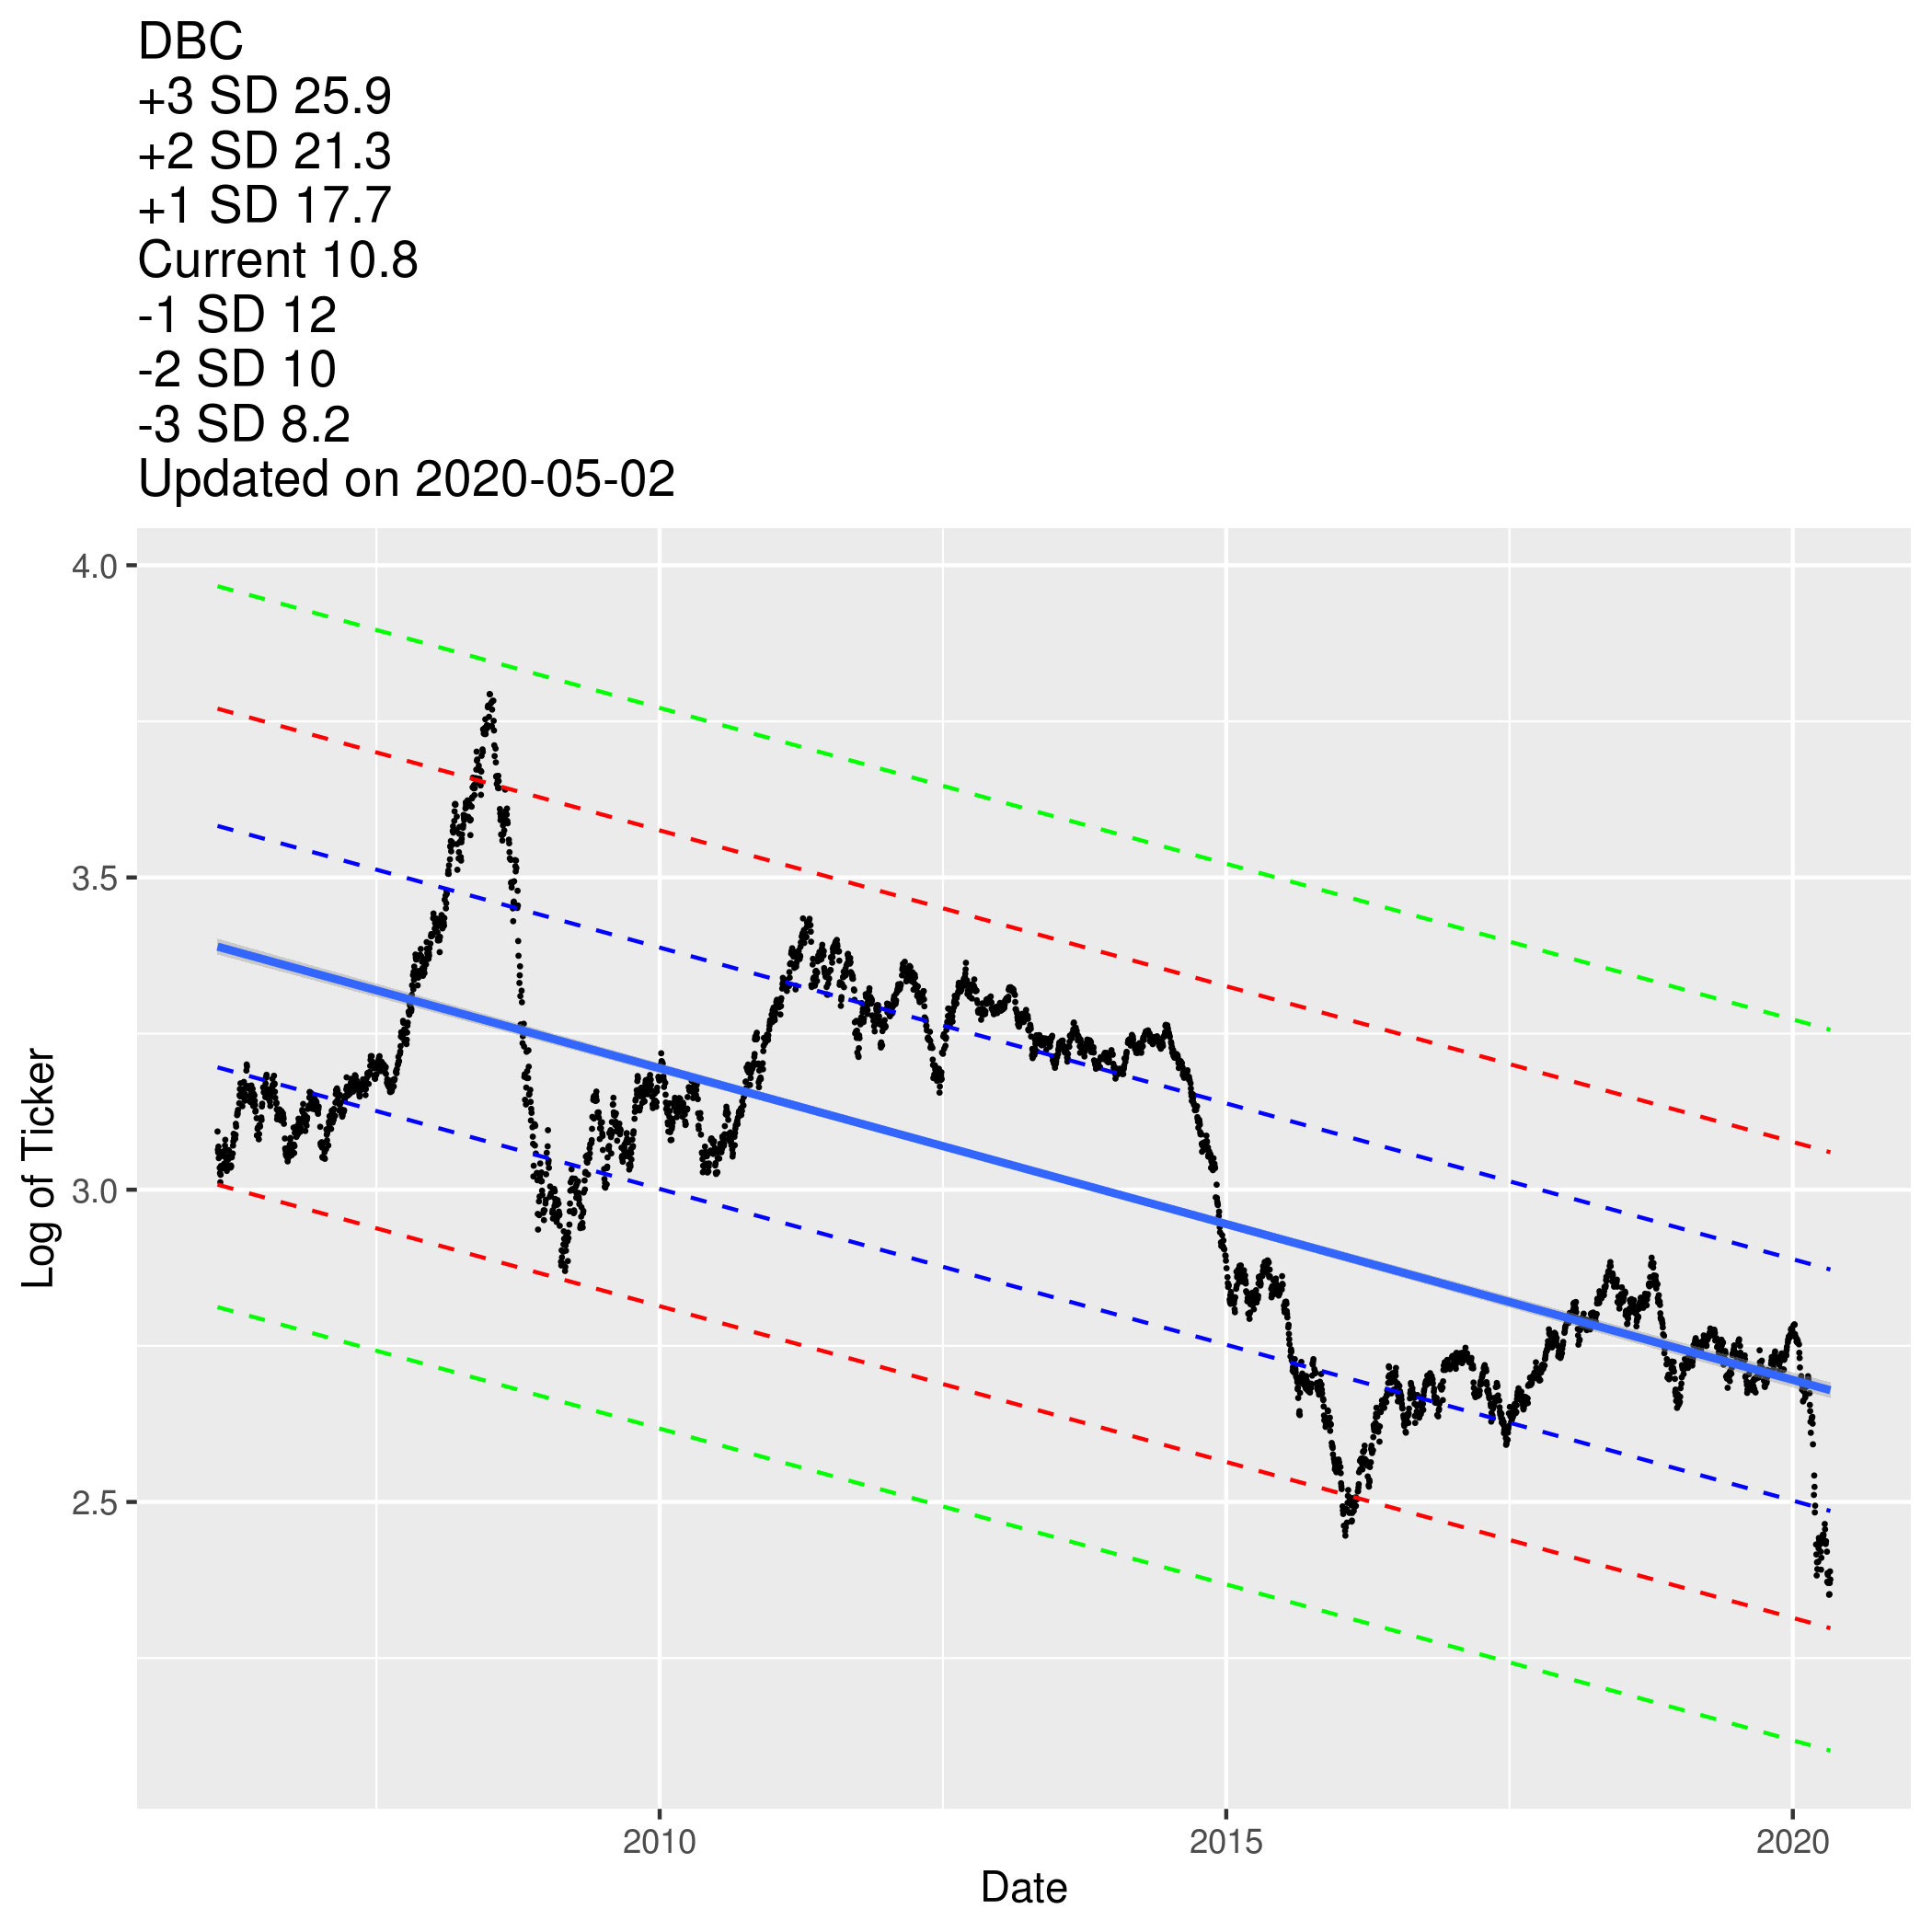 DBC
+3 SD 25.9
+2 SD 21.3
+1 SD 17.7
Current 10.8
-1 SD 12
-2 SD 10
-3 SD 8.2
Updated on 2020-05-02
4.0
3.5
3.0
2.5
Log of Ticker
2010
2015
2020
Date